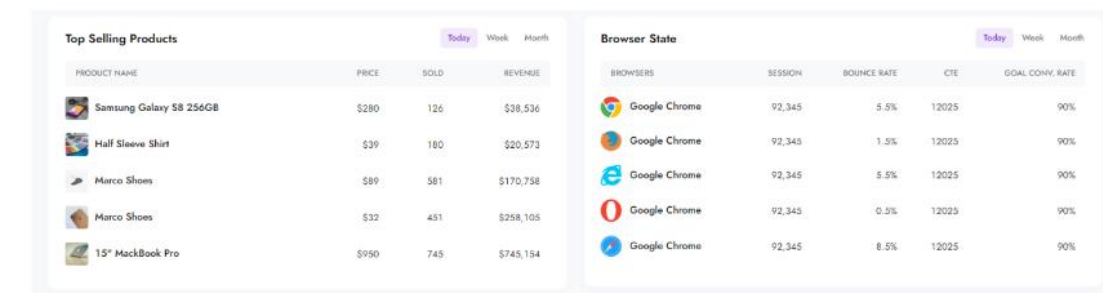 Top Selling Products Today Week Month
PRODUCT NAME PRICE SOLD REVENUE
Samsung Galaxy S8 256GB $280 126 $38,536
Half Sleeve Shirt $39 180 $20,573
Marco Shoes $89 581 $170,758
Marco Shoes $32 451 $258,105
15" MackBook Pro $950 745 $745,154
Browser State Today Week Month
BROWSERS SESSION BOUNCE RATE CTE GOAL CONV. RATE
Google Chrome 92,345 5.5% 12025 90%
Google Chrome 92,345 1.5% 12025 90%
Google Chrome 92,345 5.5% 12025 90%
Google Chrome 92,345 0.5% 12025 90%
Google Chrome 92,345 8.5% 12025 90%